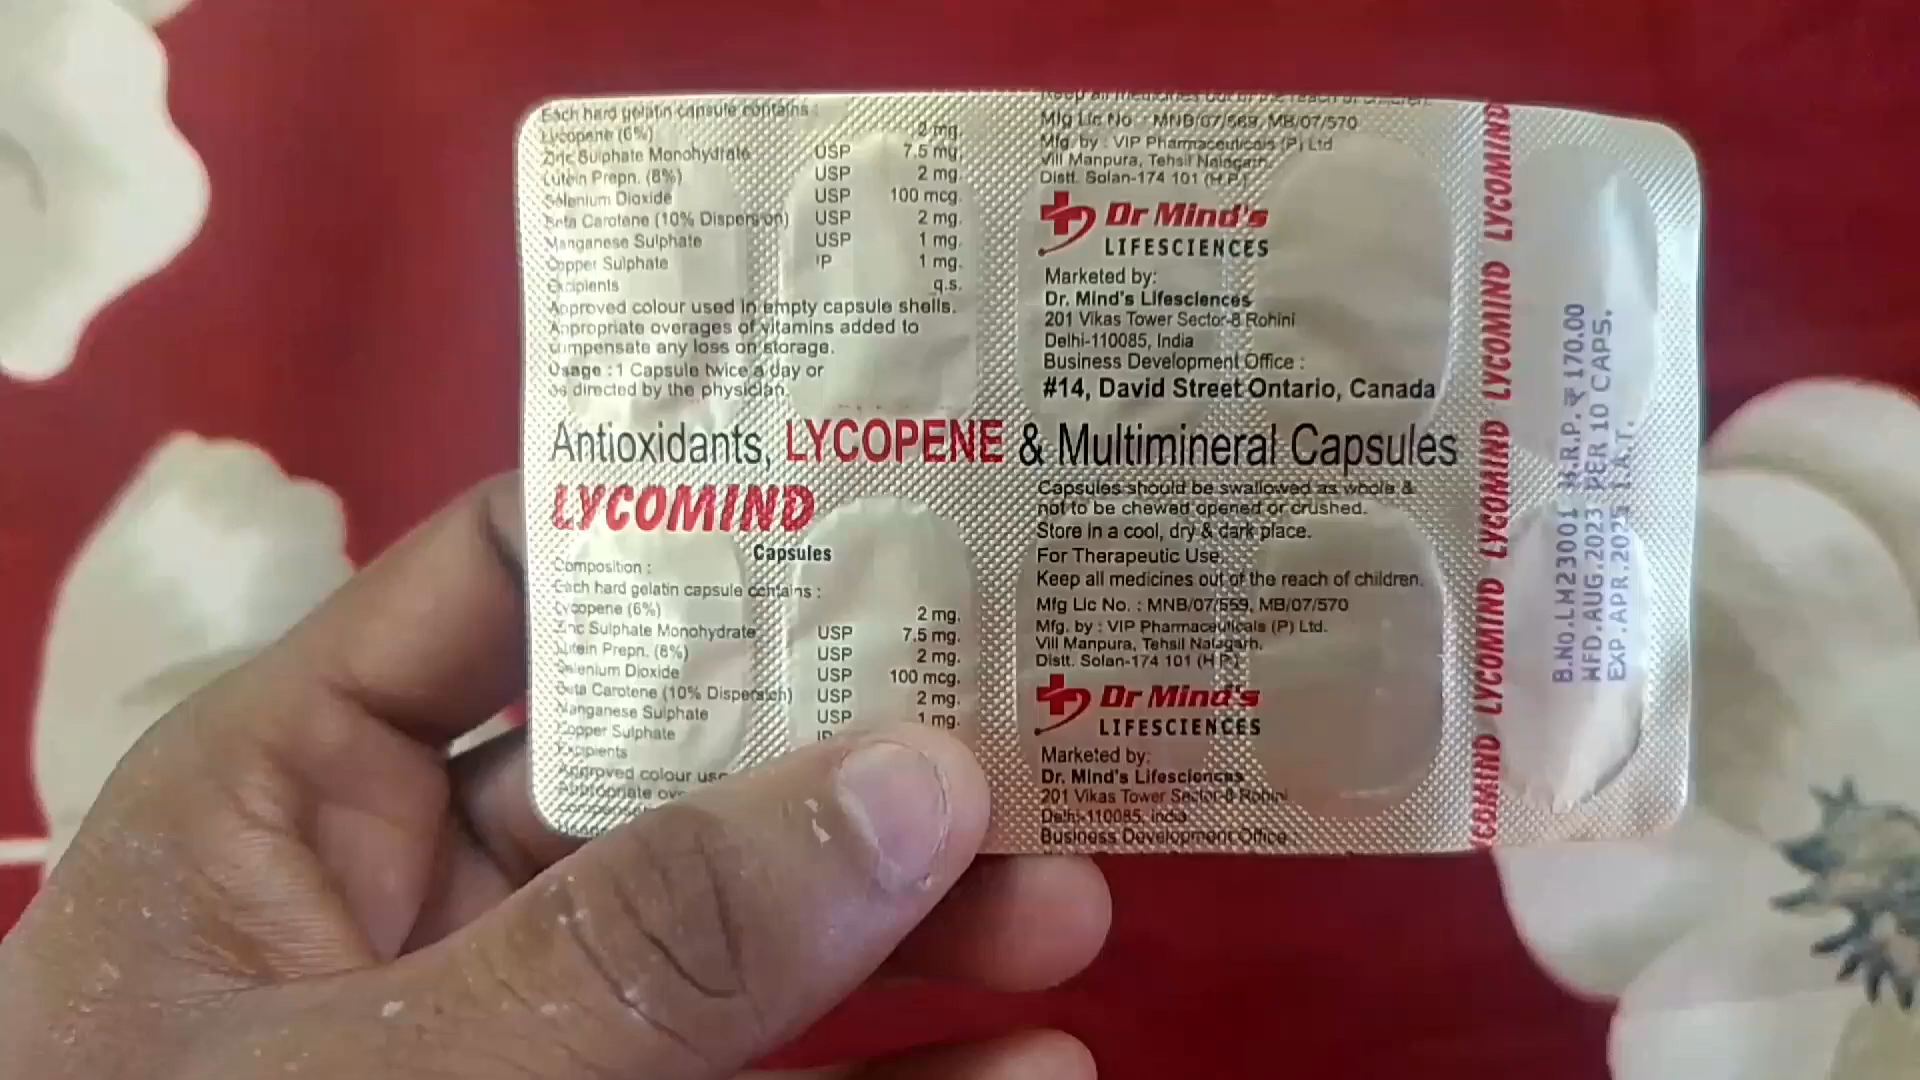 Each hard gelatin capsule contains :
Lycopene (6%) 2 mg.
Zinc Sulphate Monohydrate USP 7.5 mg.
Lutein Prepn. (8%) USP 2 mg.
Selenium Dioxide USP 100 mcg.
Beta Carotene (10% Dispersion) USP 2 mg.
Manganese Sulphate USP 1 mg.
Copper Sulphate IP 1 mg.
Excipients q.s.
Approved colour used in empty capsule shells.
Appropriate overages of vitamins added to
compensate any loss on storage.
Usage : 1 Capsule twice a day or
as directed by the physician.
Keep all medicines out of the reach of children.
Mfg Lic No. : MNB/07/569, MB/07/570
Mfg. by : VIP Pharmaceuticals (P) Ltd
Vill Manpura, Tehsil Nalagarh,
Distt. Solan-174 101 (H.P.)
Dr Mind's
LIFESCIENCES
Marketed by:
Dr. Mind's Lifesciences
201 Vikas Tower Sector-8 Rohini
Delhi-110085, India
Business Development Office :
#14, David Street Ontario, Canada
Antioxidants, LYCOPENE & Multimineral Capsules
LYCOMIND
Capsules
Composition :
Each hard gelatin capsule contains :
Lycopene (6%) 2 mg.
Zinc Sulphate Monohydrate USP 7.5 mg.
Lutein Prepn. (8%) USP 2 mg.
Selenium Dioxide USP 100 mcg.
Beta Carotene (10% Dispersion) USP 2 mg.
Manganese Sulphate USP 1 mg.
Copper Sulphate
Excipients
Approved colour
Appropriate
Capsules should be swallowed as whole &
not to be chewed opened or crushed.
Store in a cool, dry & dark place.
For Therapeutic Use.
Keep all medicines out of the reach of children.
Mfg Lic No. : MNB/07/559, MB/07/570
Mfg. by : VIP Pharmaceuticals (P) Ltd.
Vill Manpura, Tehsil Nalagarh,
Distt. Solan-174 101 (H.P.)
Dr Mind's
LIFESCIENCES
Marketed by:
Dr. Mind's Lifesciences
201 Vikas Tower Sector-8 Rohini
Delhi-110085, India
Business Development Office :
LYCOMIND LYCOMIND LYCOMIND LYCOMIND LYCOMIND
B.No.LM23001 M.R.P. ₹ 170.00
MFD.AUG.2023 PER 10 CAPS.
EXP.APR.2025 I.A.T.